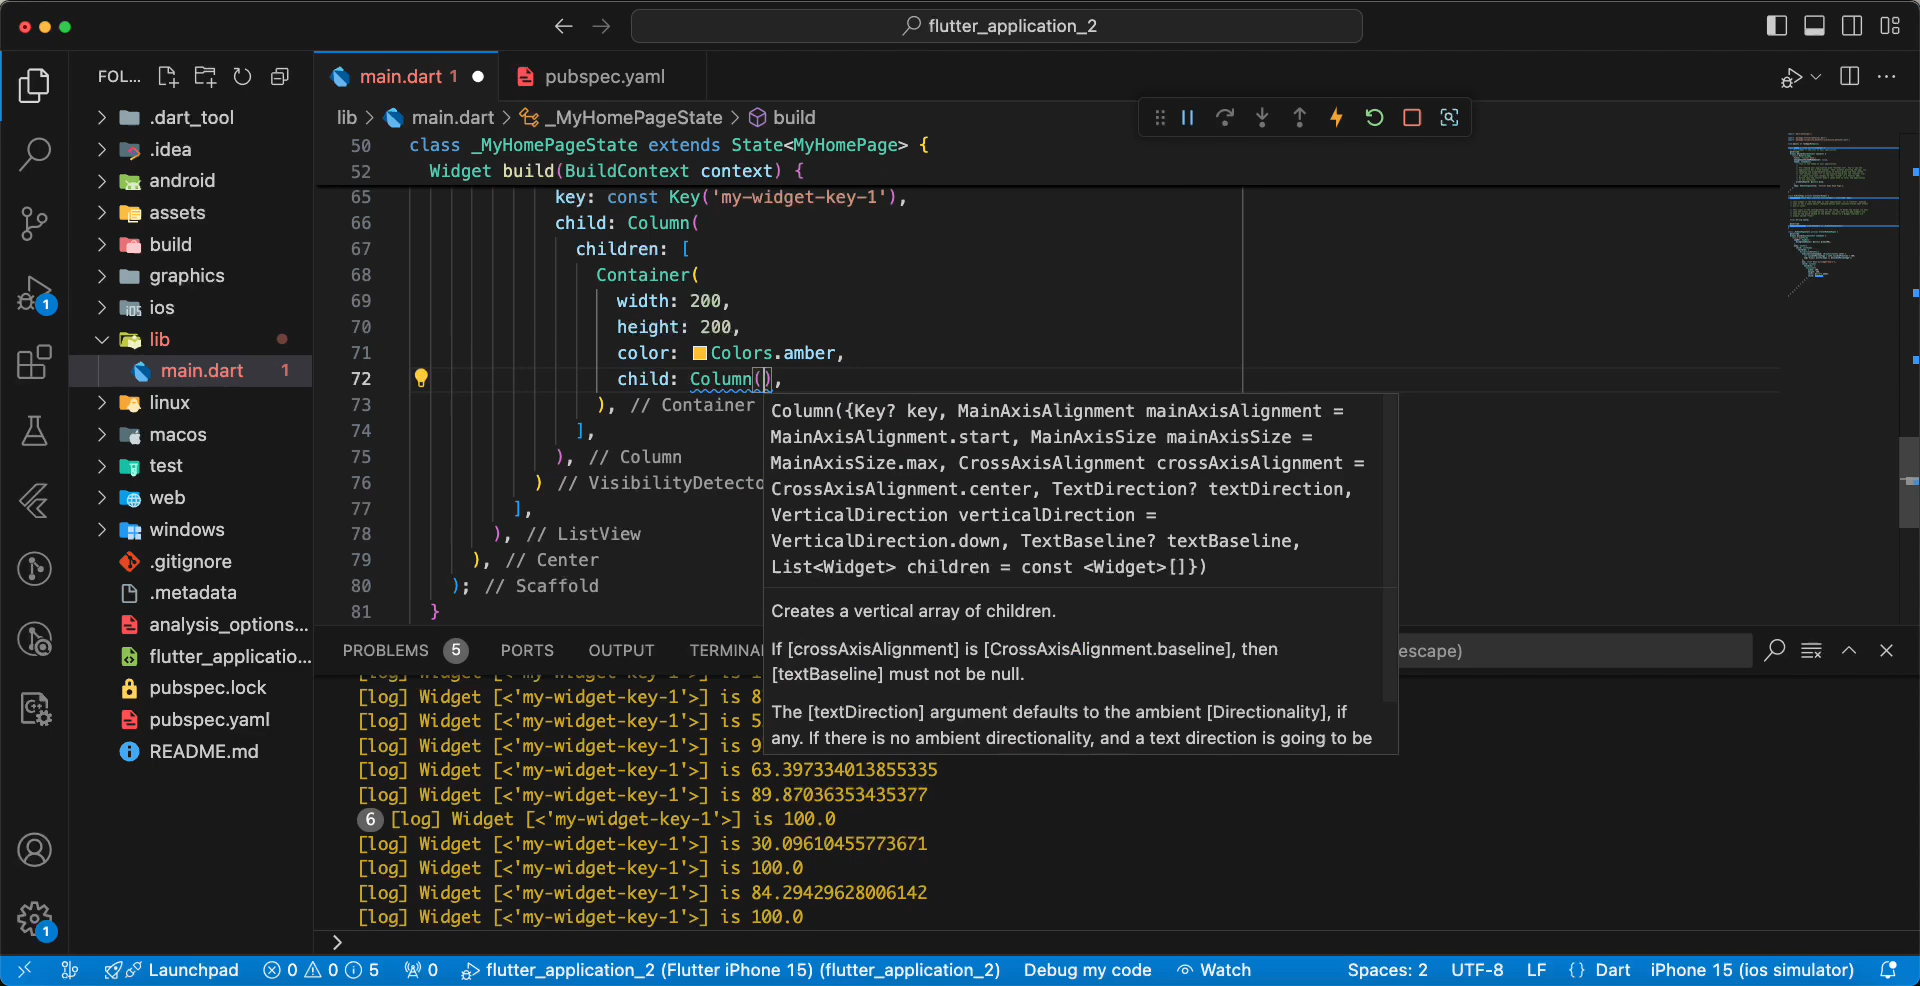 flutter_application_2
FOL...
main.dart 1
pubspec.yaml
lib > main.dart > _MyHomePageState > build
.dart_tool
.idea
android
assets
build
graphics
ios
lib
main.dart 1
linux
macos
test
web
windows
.gitignore
.metadata
analysis_options...
flutter_applicatio...
pubspec.lock
pubspec.yaml
README.md
1
1
50 class _MyHomePageState extends State<MyHomePage> {
52 Widget build(BuildContext context) {
65 key: const Key('my-widget-key-1'),
66 child: Column(
67 children: [
68 Container(
69 width: 200,
70 height: 200,
71 color: Colors.amber,
72 child: Column(),
73 ), // Container
74 ],
75 ), // Column
76 ) // VisibilityDetecto
77 ],
78 ), // ListView
79 ), // Center
80 ); // Scaffold
81 }
Column({Key? key, MainAxisAlignment mainAxisAlignment =
MainAxisAlignment.start, MainAxisSize mainAxisSize =
MainAxisSize.max, CrossAxisAlignment crossAxisAlignment =
CrossAxisAlignment.center, TextDirection? textDirection,
VerticalDirection verticalDirection =
VerticalDirection.down, TextBaseline? textBaseline,
List<Widget> children = const <Widget>[]})
Creates a vertical array of children.
If [crossAxisAlignment] is [CrossAxisAlignment.baseline], then
[textBaseline] must not be null.
The [textDirection] argument defaults to the ambient [Directionality], if
any. If there is no ambient directionality, and a text direction is going to be
PROBLEMS 5 PORTS OUTPUT TERMINA
escape)
[log] Widget [<'my-widget-key-1'>] is
[log] Widget [<'my-widget-key-1'>] is 8
[log] Widget [<'my-widget-key-1'>] is 5
[log] Widget [<'my-widget-key-1'>] is 9
[log] Widget [<'my-widget-key-1'>] is 63.397334013855335
[log] Widget [<'my-widget-key-1'>] is 89.87036353435377
6 [log] Widget [<'my-widget-key-1'>] is 100.0
[log] Widget [<'my-widget-key-1'>] is 30.09610455773671
[log] Widget [<'my-widget-key-1'>] is 100.0
[log] Widget [<'my-widget-key-1'>] is 84.29429628006142
[log] Widget [<'my-widget-key-1'>] is 100.0
>
Launchpad 0 0 5 0 flutter_application_2 (Flutter iPhone 15) (flutter_application_2) Debug my code Watch Spaces: 2 UTF-8 LF {} Dart iPhone 15 (ios simulator)